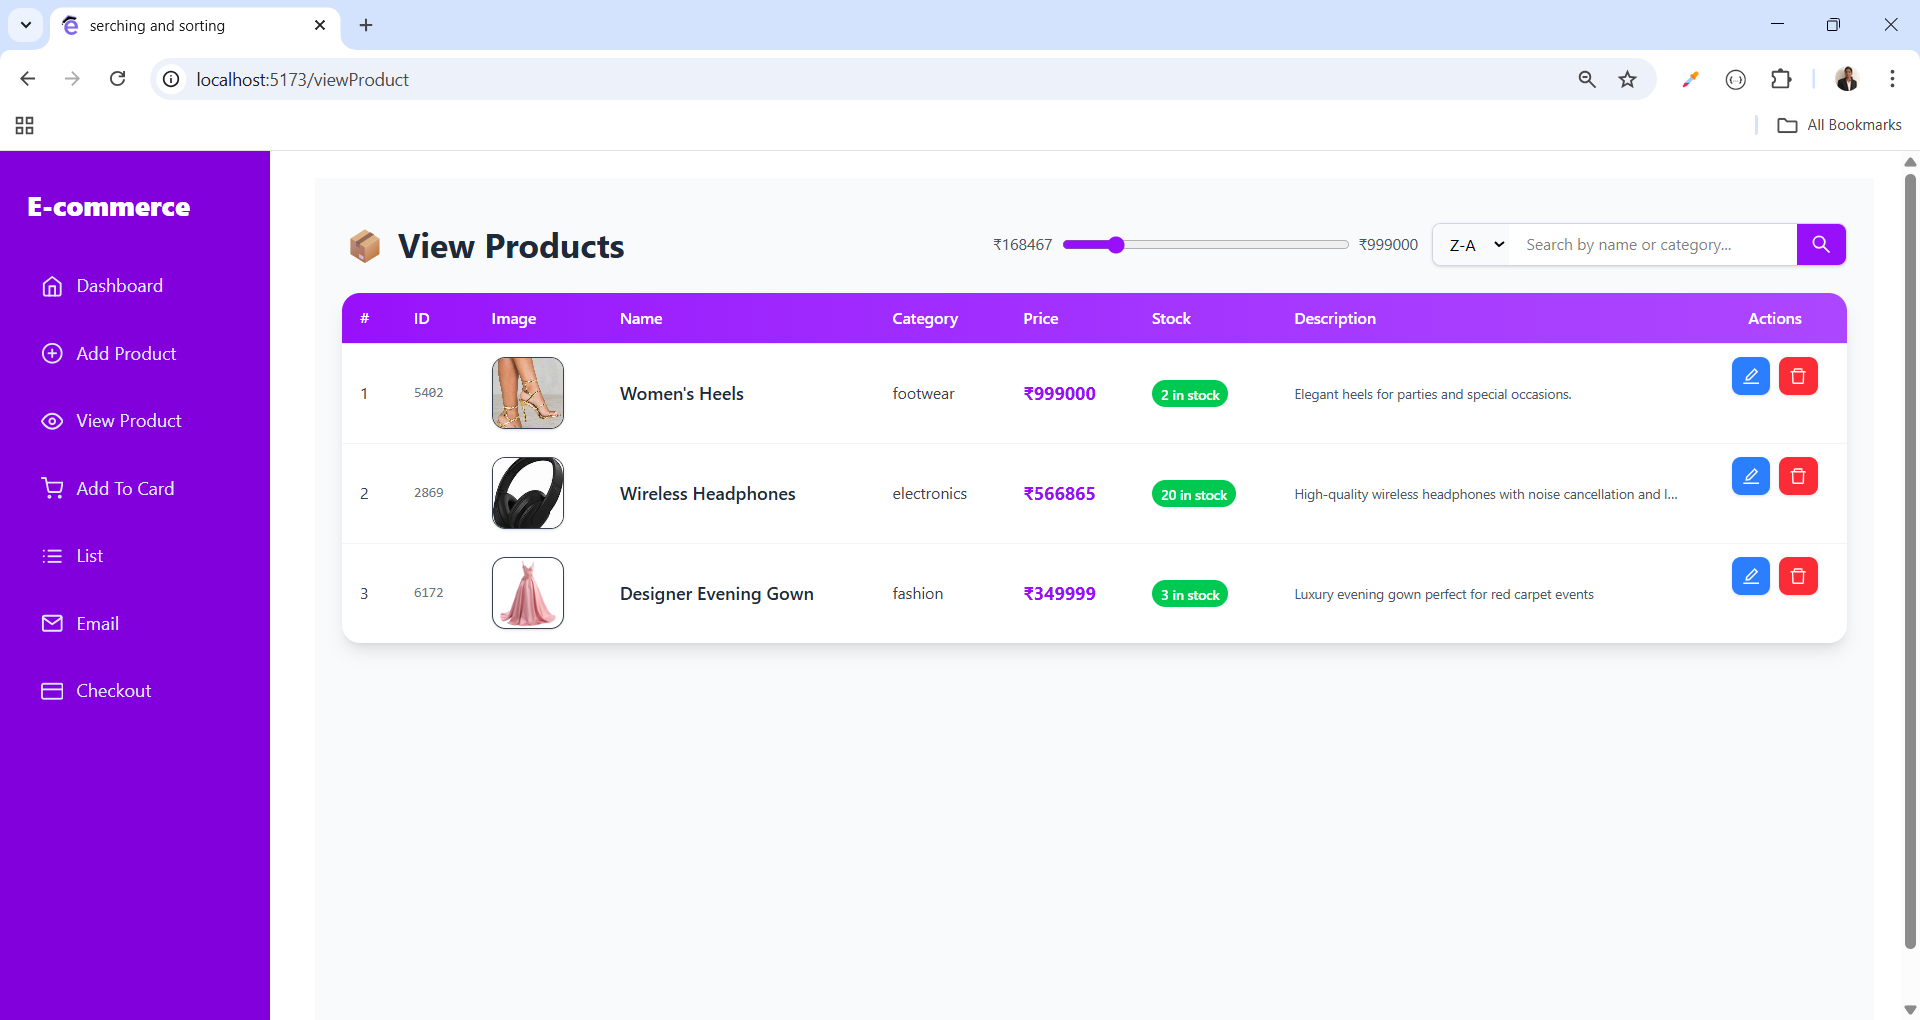 serching and sorting
localhost:5173/viewProduct
All Bookmarks
E-commerce
Dashboard
Add Product
View Product
Add To Card
List
Email
Checkout
View Products
₹168467
₹999000
Z-A
Search by name or category...
# ID Image Name Category Price Stock Description Actions
1 5402 Women's Heels footwear ₹999000 2 in stock Elegant heels for parties and special occasions.
2 2869 Wireless Headphones electronics ₹566865 20 in stock High-quality wireless headphones with noise cancellation and l...
3 6172 Designer Evening Gown fashion ₹349999 3 in stock Luxury evening gown perfect for red carpet events